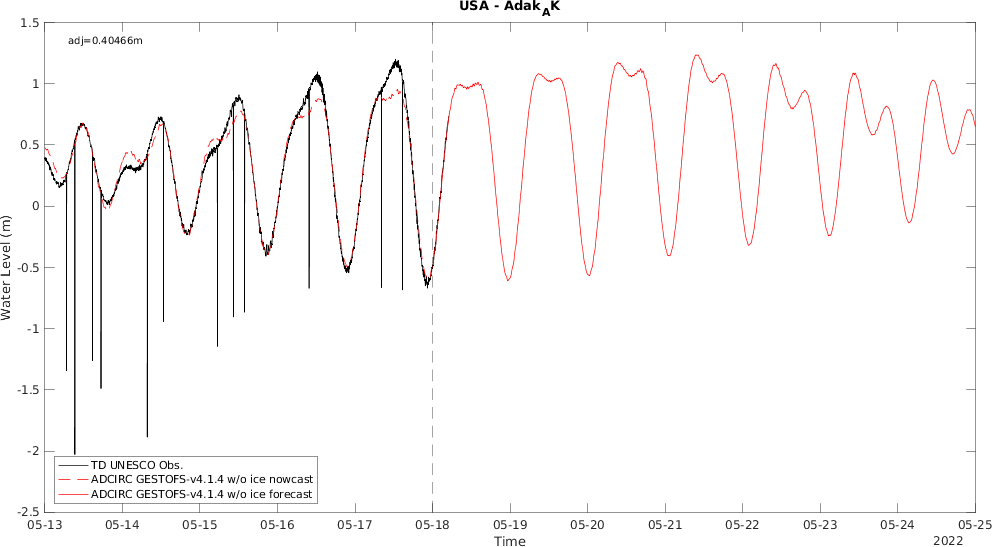 USA - Adak AK
adj=0.40466m
1.5
1
0.5
0
-0.5
-1
-1.5
-2
-2.5
Water Level (m)
TD UNESCO Obs.
ADCIRC GESTOFS-v4.1.4 w/o ice nowcast
ADCIRC GESTOFS-v4.1.4 w/o ice forecast
05-13 05-14 05-15 05-16 05-17 05-18 05-19 05-20 05-21 05-22 05-23 05-24 05-25
Time
2022